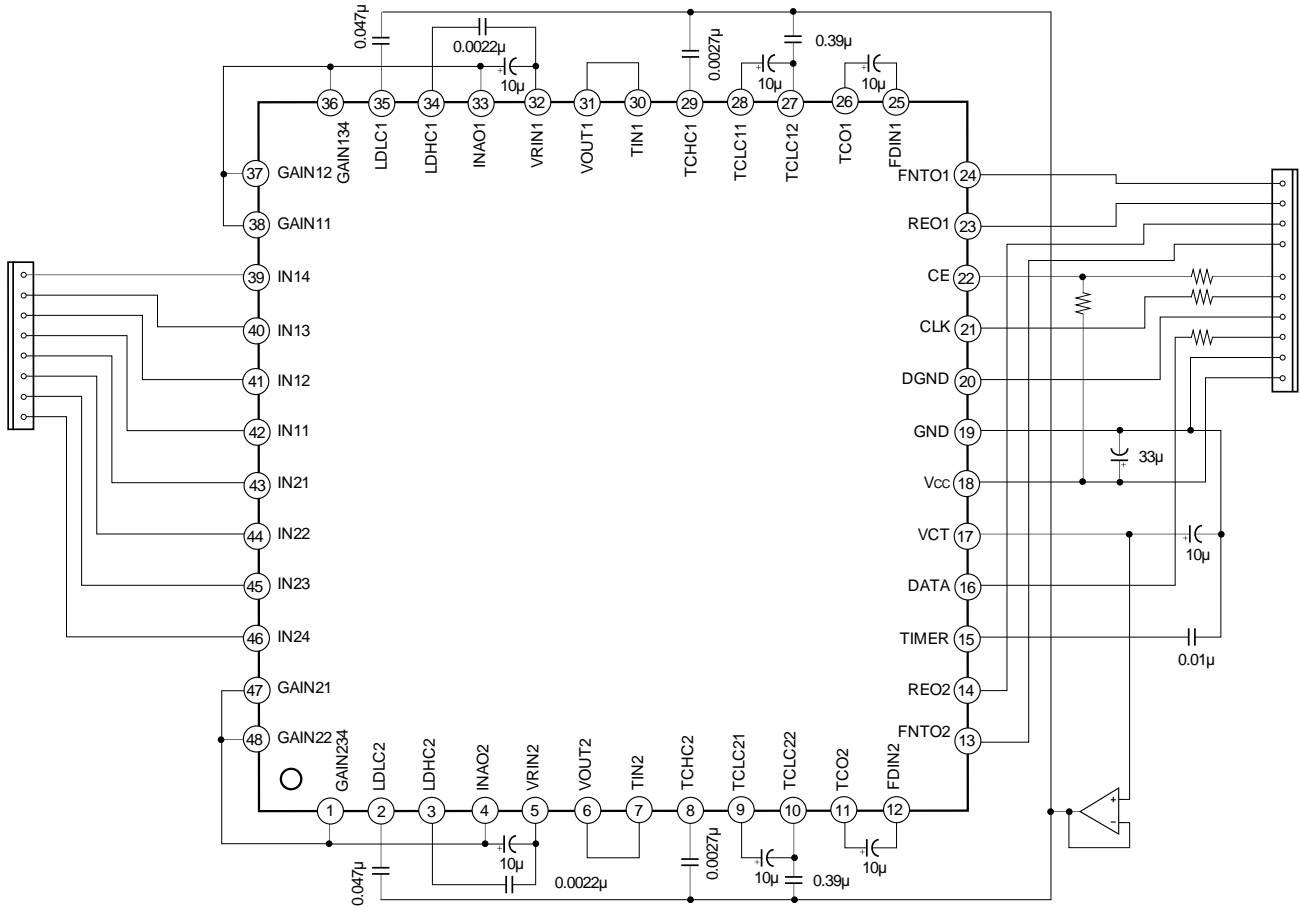 0.047µ
0.0022µ
10µ
0.0027µ
10µ
0.39µ
10µ
36
35
34
33
32
31
30
29
28
27
26
25
GAIN134
LDLC1
LDHC1
INAO1
VRIN1
VOUT1
TIN1
TCHC1
TCLC11
TCLC12
TCO1
FDIN1
37 GAIN12
38 GAIN11
39 IN14
40 IN13
41 IN12
42 IN11
43 IN21
44 IN22
45 IN23
46 IN24
47 GAIN21
48 GAIN22
FNTO1 24
REO1 23
CE 22
CLK 21
DGND 20
GND 19
33µ
VCC 18
VCT 17
10µ
DATA 16
TIMER 15
0.01µ
REO2 14
FNTO2 13
GAIN234
LDLC2
LDHC2
INAO2
VRIN2
VOUT2
TIN2
TCHC2
TCLC21
TCLC22
TCO2
FDIN2
1
2
3
4
5
6
7
8
9
10
11
12
+
−
0.047µ
10µ
0.0022µ
0.0027µ
10µ
0.39µ
10µ